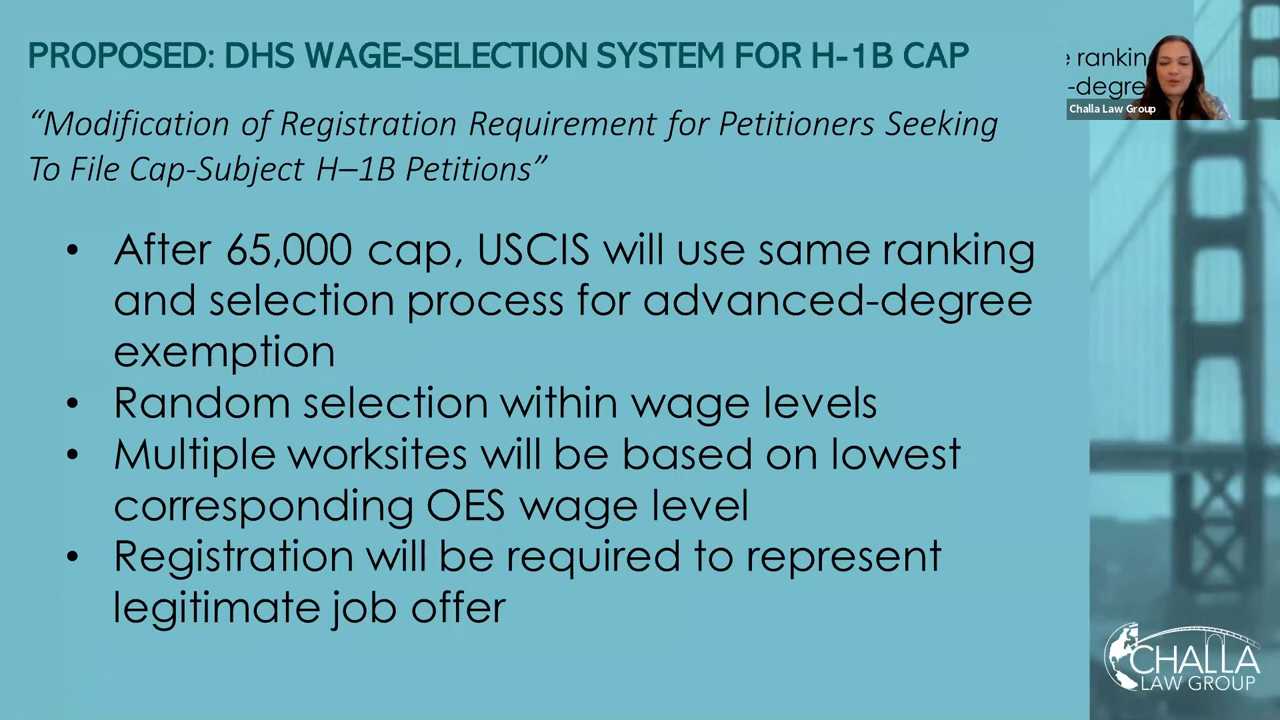 PROPOSED: DHS WAGE-SELECTION SYSTEM FOR H-1B CAP
“Modification of Registration Requirement for Petitioners Seeking
To File Cap-Subject H–1B Petitions”
• After 65,000 cap, USCIS will use same ranking
and selection process for advanced-degree
exemption
• Random selection within wage levels
• Multiple worksites will be based on lowest
corresponding OES wage level
• Registration will be required to represent
legitimate job offer
e rankin
-degre
Challa Law Group
CHALLA
LAW GROUP